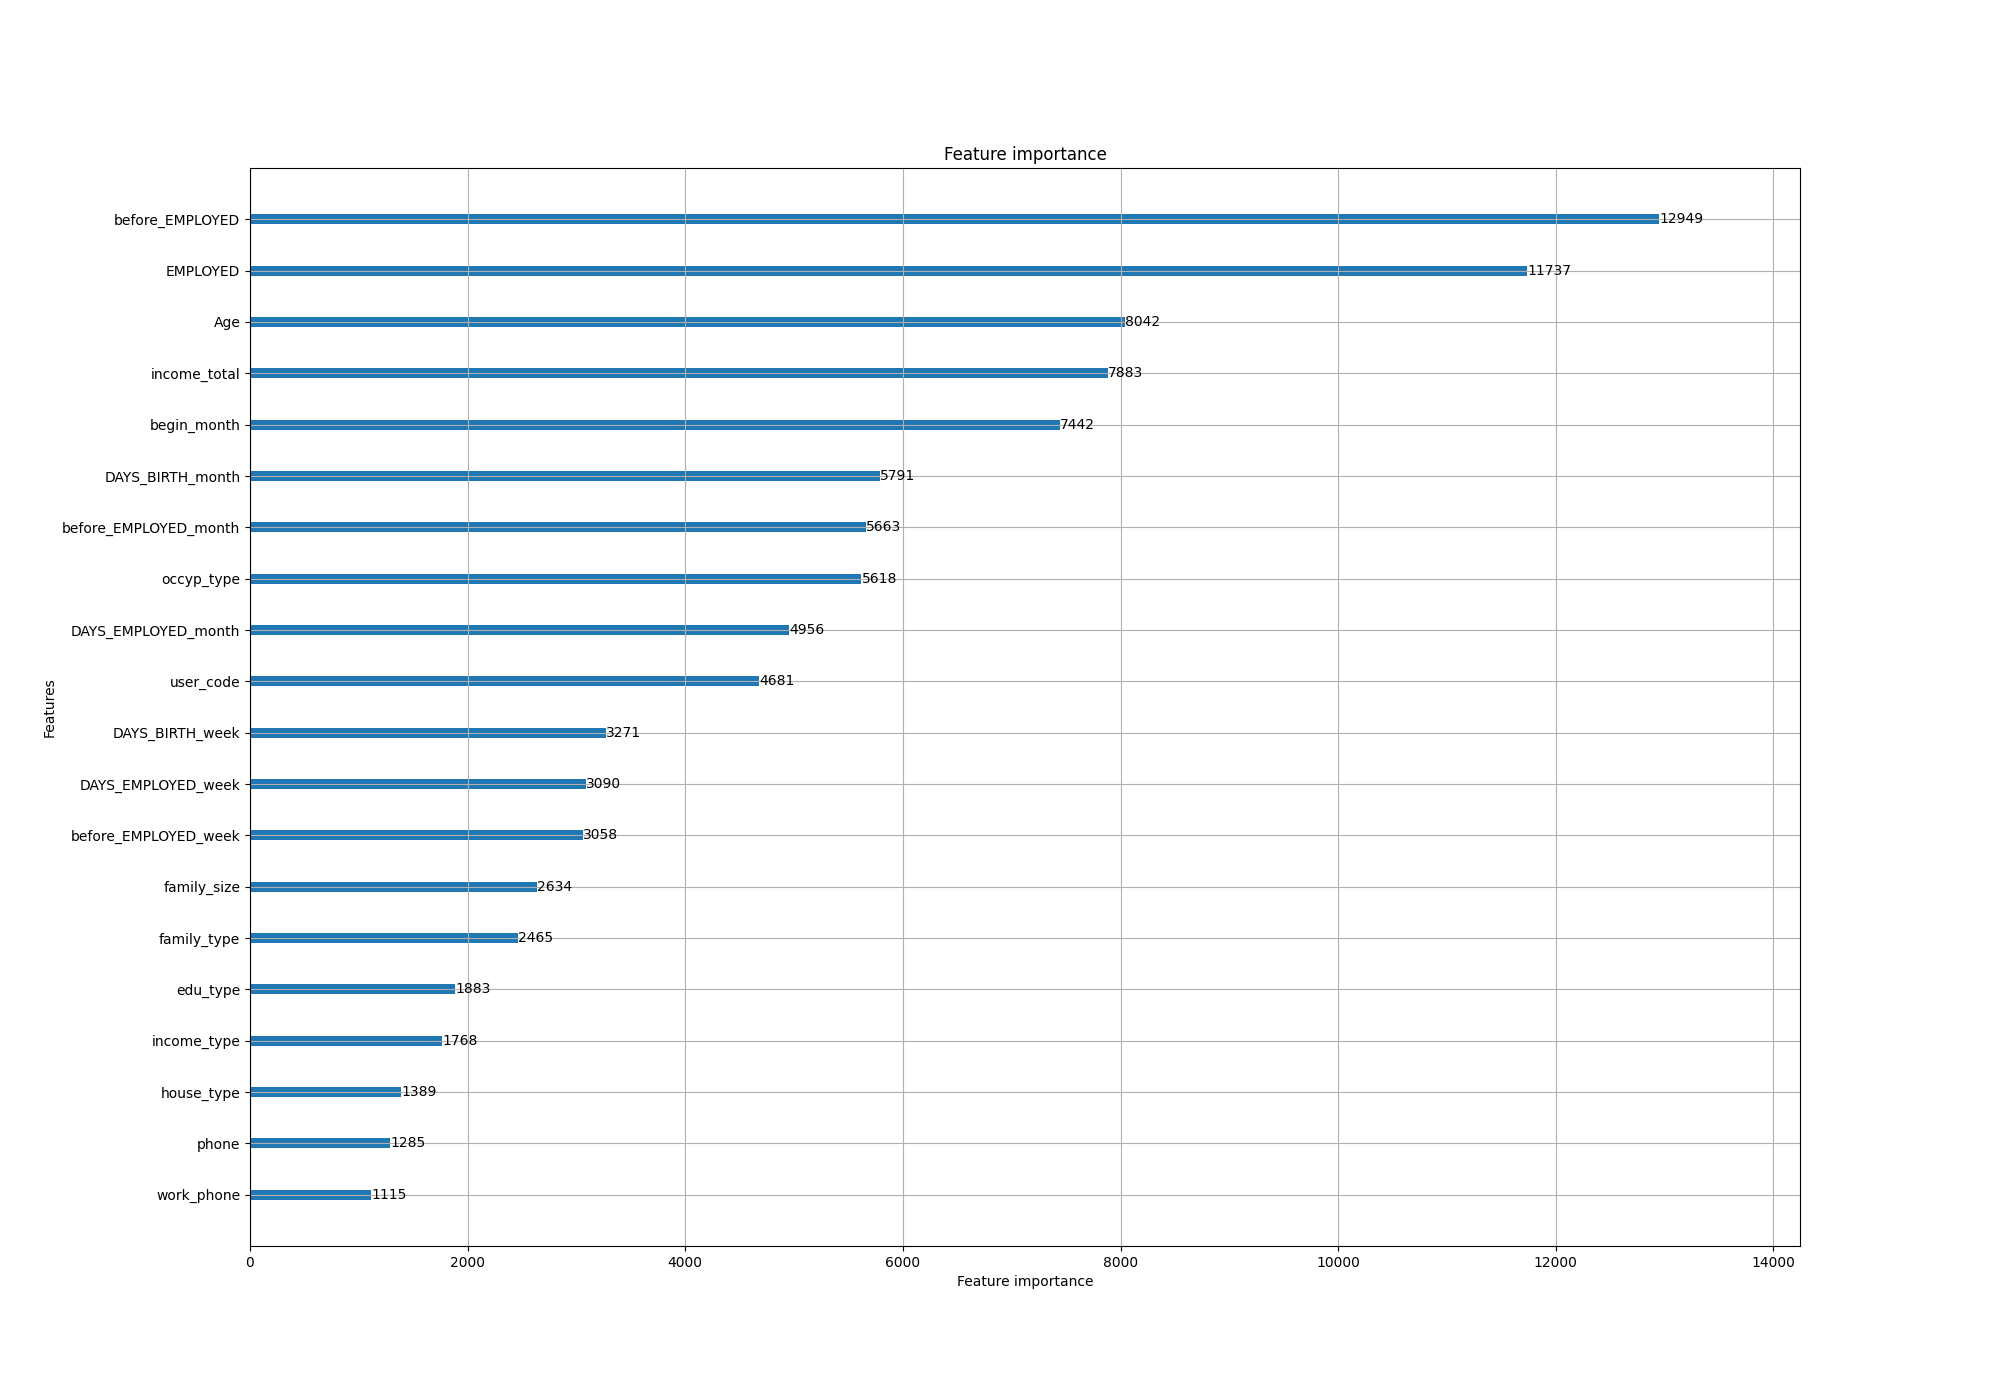 Feature importance
before_EMPLOYED 12949
EMPLOYED 11737
Age 8042
income_total 7883
begin_month 7442
DAYS_BIRTH_month 5791
before_EMPLOYED_month 5663
occyp_type 5618
DAYS_EMPLOYED_month 4956
user_code 4681
DAYS_BIRTH_week 3271
DAYS_EMPLOYED_week 3090
before_EMPLOYED_week 3058
family_size 2634
family_type 2465
edu_type 1883
income_type 1768
house_type 1389
phone 1285
work_phone 1115
Features
0 2000 4000 6000 8000 10000 12000 14000
Feature importance